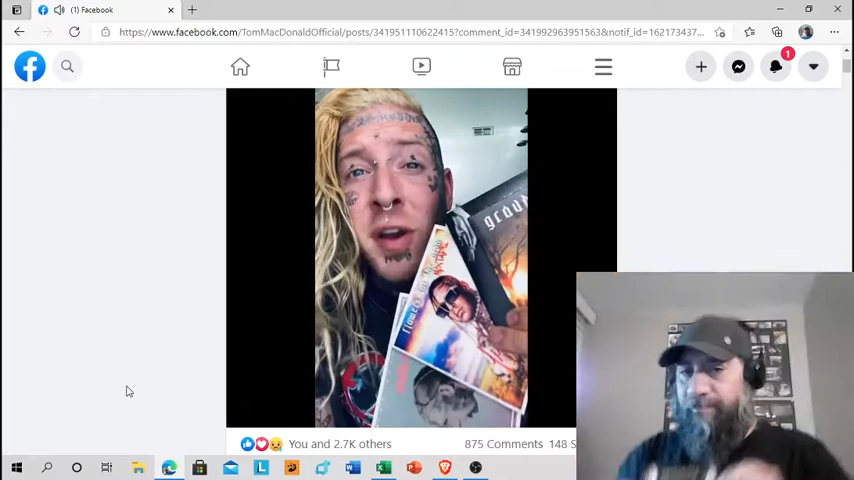 (1) Facebook
https://www.facebook.com/TomMacDonaldOfficial/posts/341951110622415?comment_id=341992963951563&notif_id=162173437...
1
You and 2.7K others
875 Comments 148 S